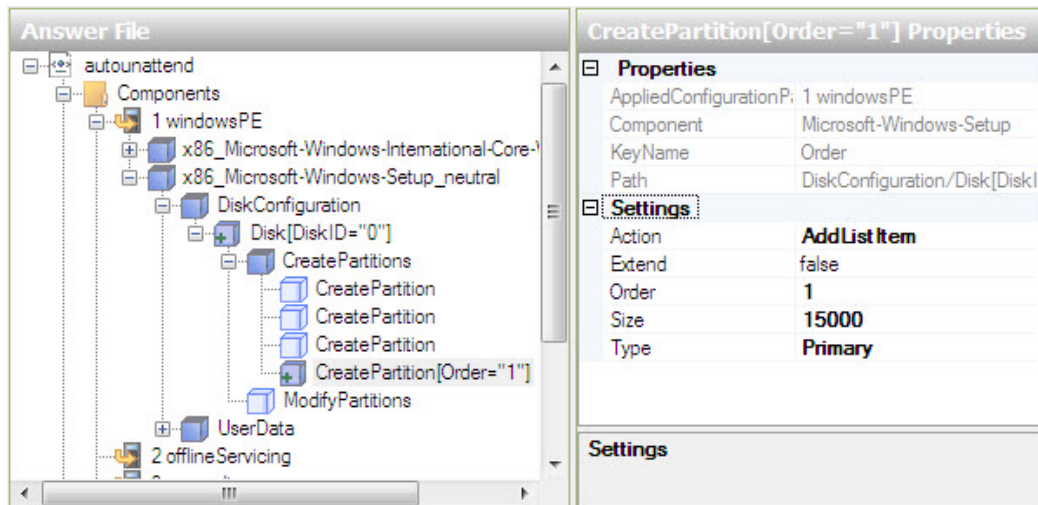 Answer File
autounattend
Components
1 windowsPE
x86_Microsoft-Windows-International-Core-
x86_Microsoft-Windows-Setup_neutral
DiskConfiguration
Disk[DiskID="0"]
CreatePartitions
CreatePartition
CreatePartition
CreatePartition
CreatePartition[Order="1"]
ModifyPartitions
UserData
2 offlineServicing
CreatePartition[Order="1"] Properties
Properties
AppliedConfigurationP 1 windowsPE
Component Microsoft-Windows-Setup
KeyName Order
Path DiskConfiguration/Disk[DiskI
Settings
Action AddListItem
Extend false
Order 1
Size 15000
Type Primary
Settings